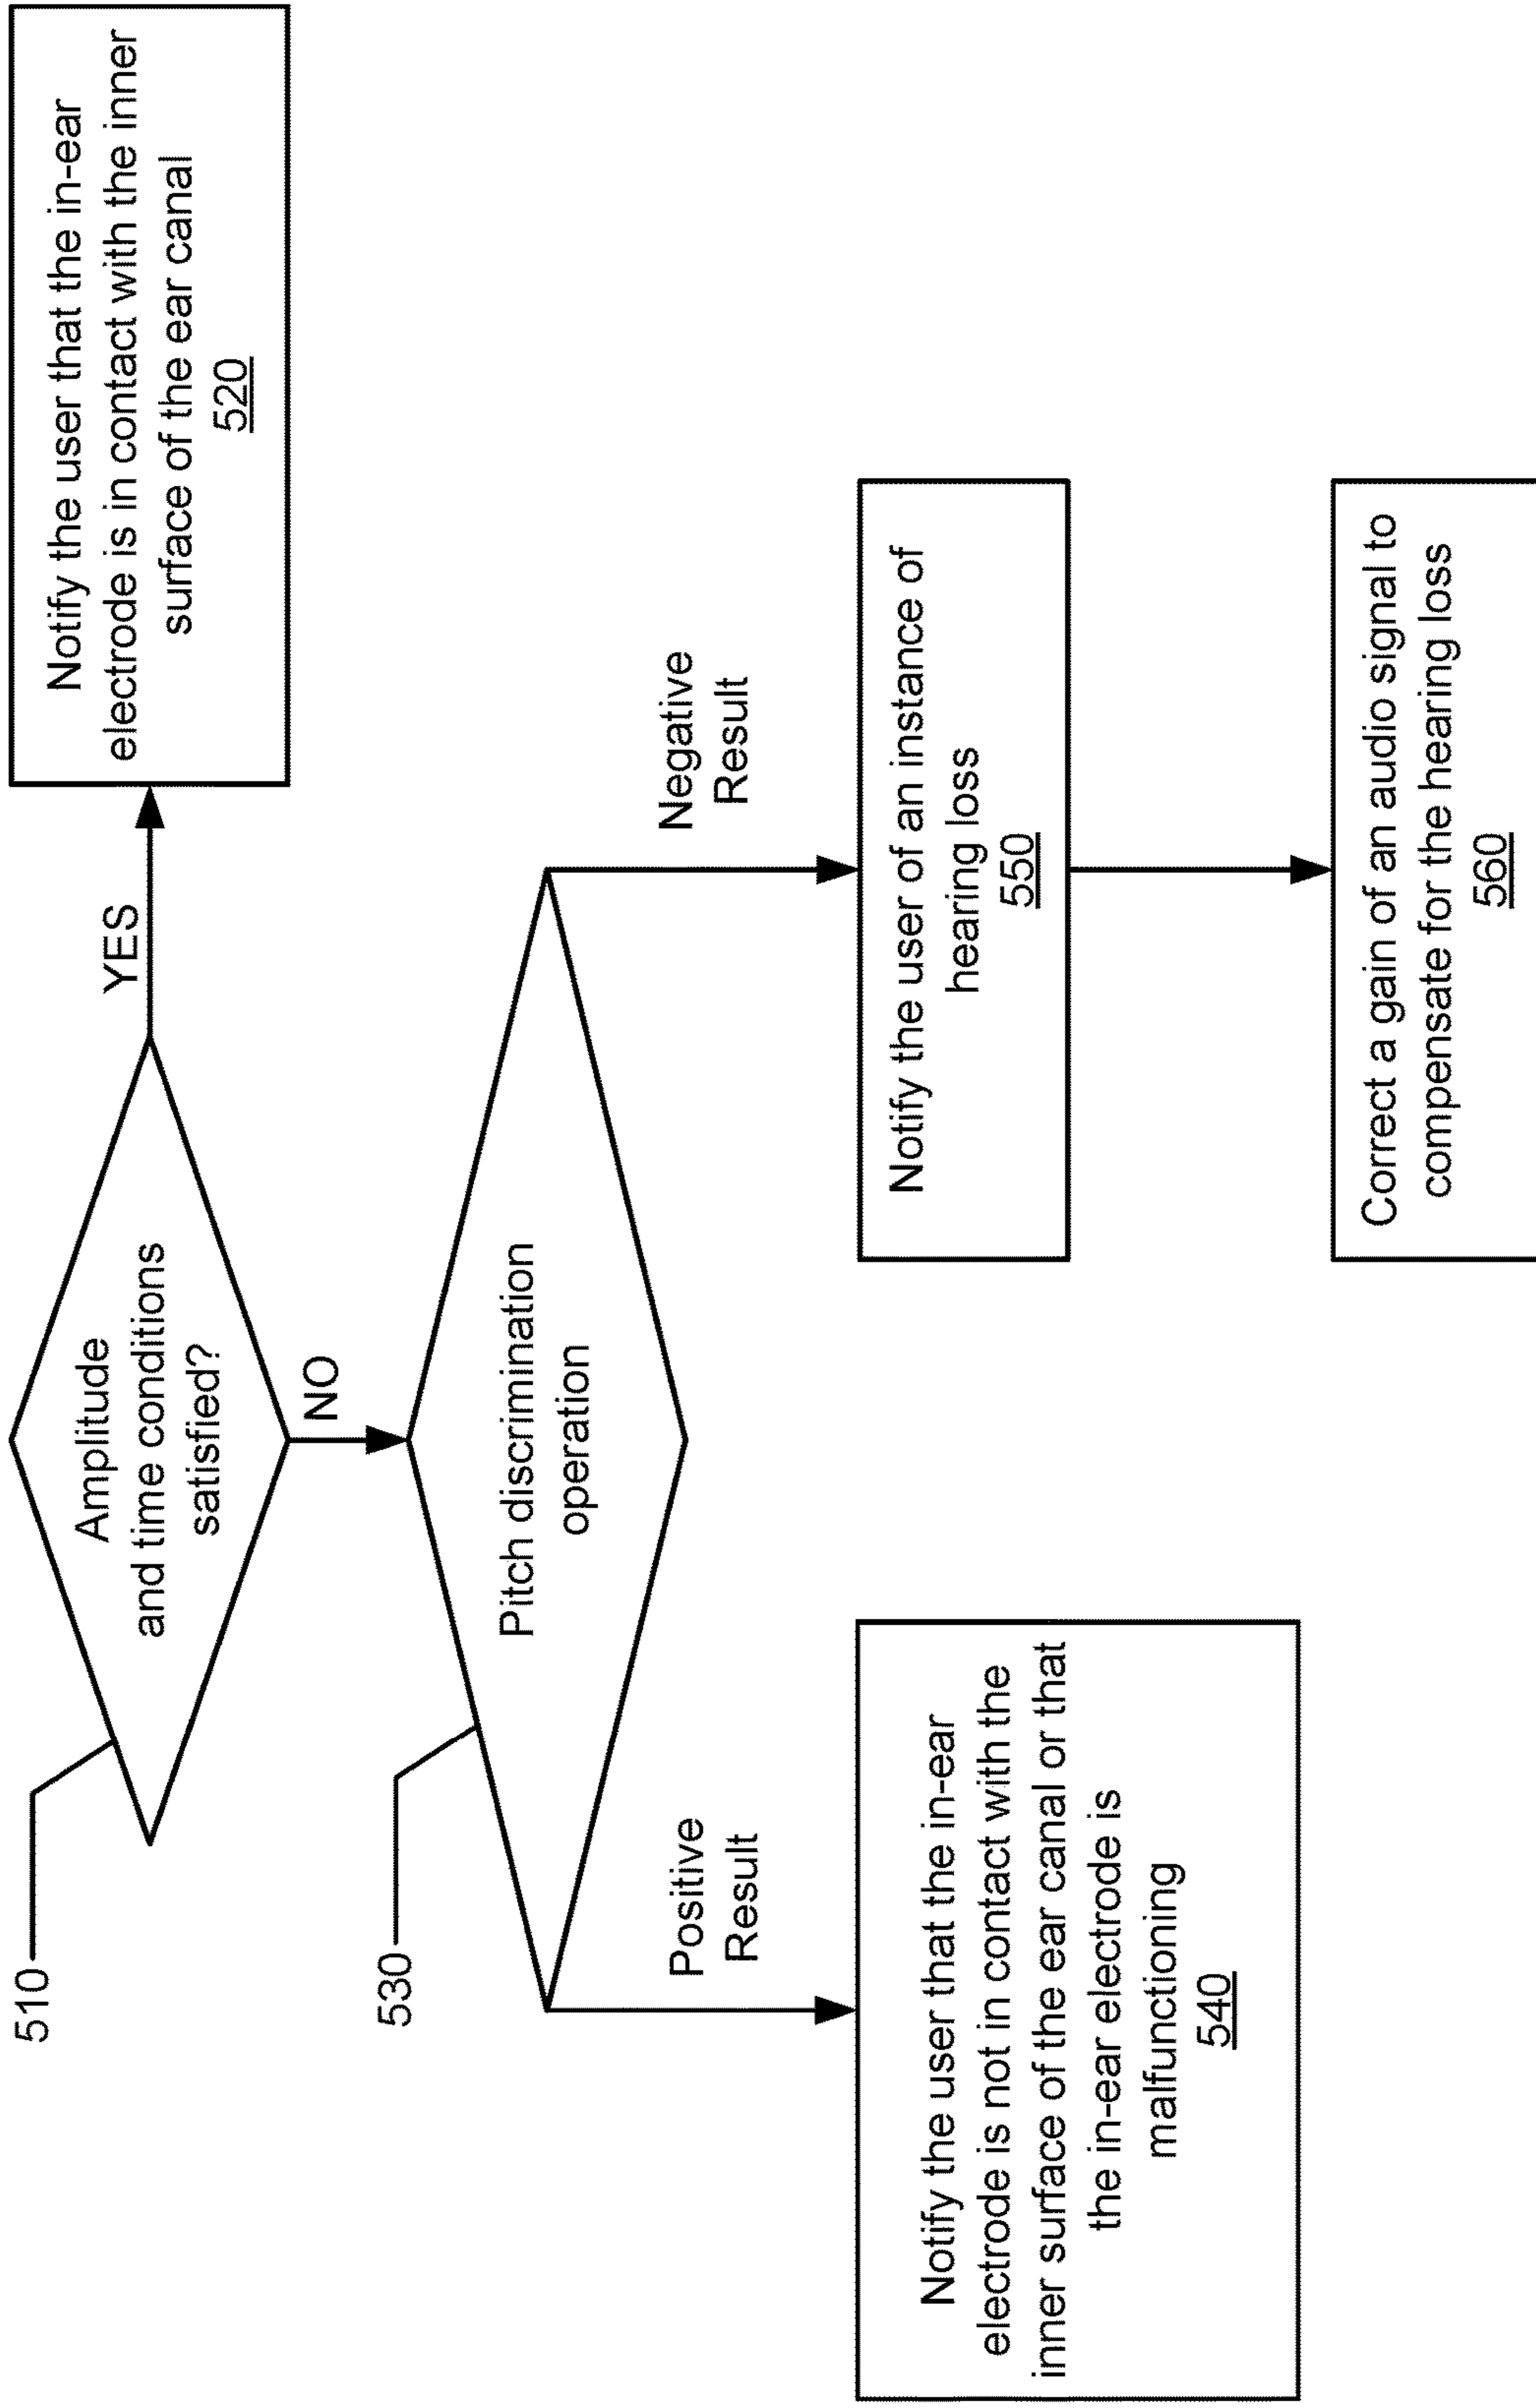 510
Amplitude
and time conditions
satisfied?
YES
Notify the user that the in-ear
electrode is in contact with the inner
surface of the ear canal
520
NO
530
Pitch discrimination
operation
Positive
Result
Negative
Result
Notify the user that the in-ear
electrode is not in contact with the
inner surface of the ear canal or that
the in-ear electrode is
malfunctioning
540
Notify the user of an instance of
hearing loss
550
Correct a gain of an audio signal to
compensate for the hearing loss
560